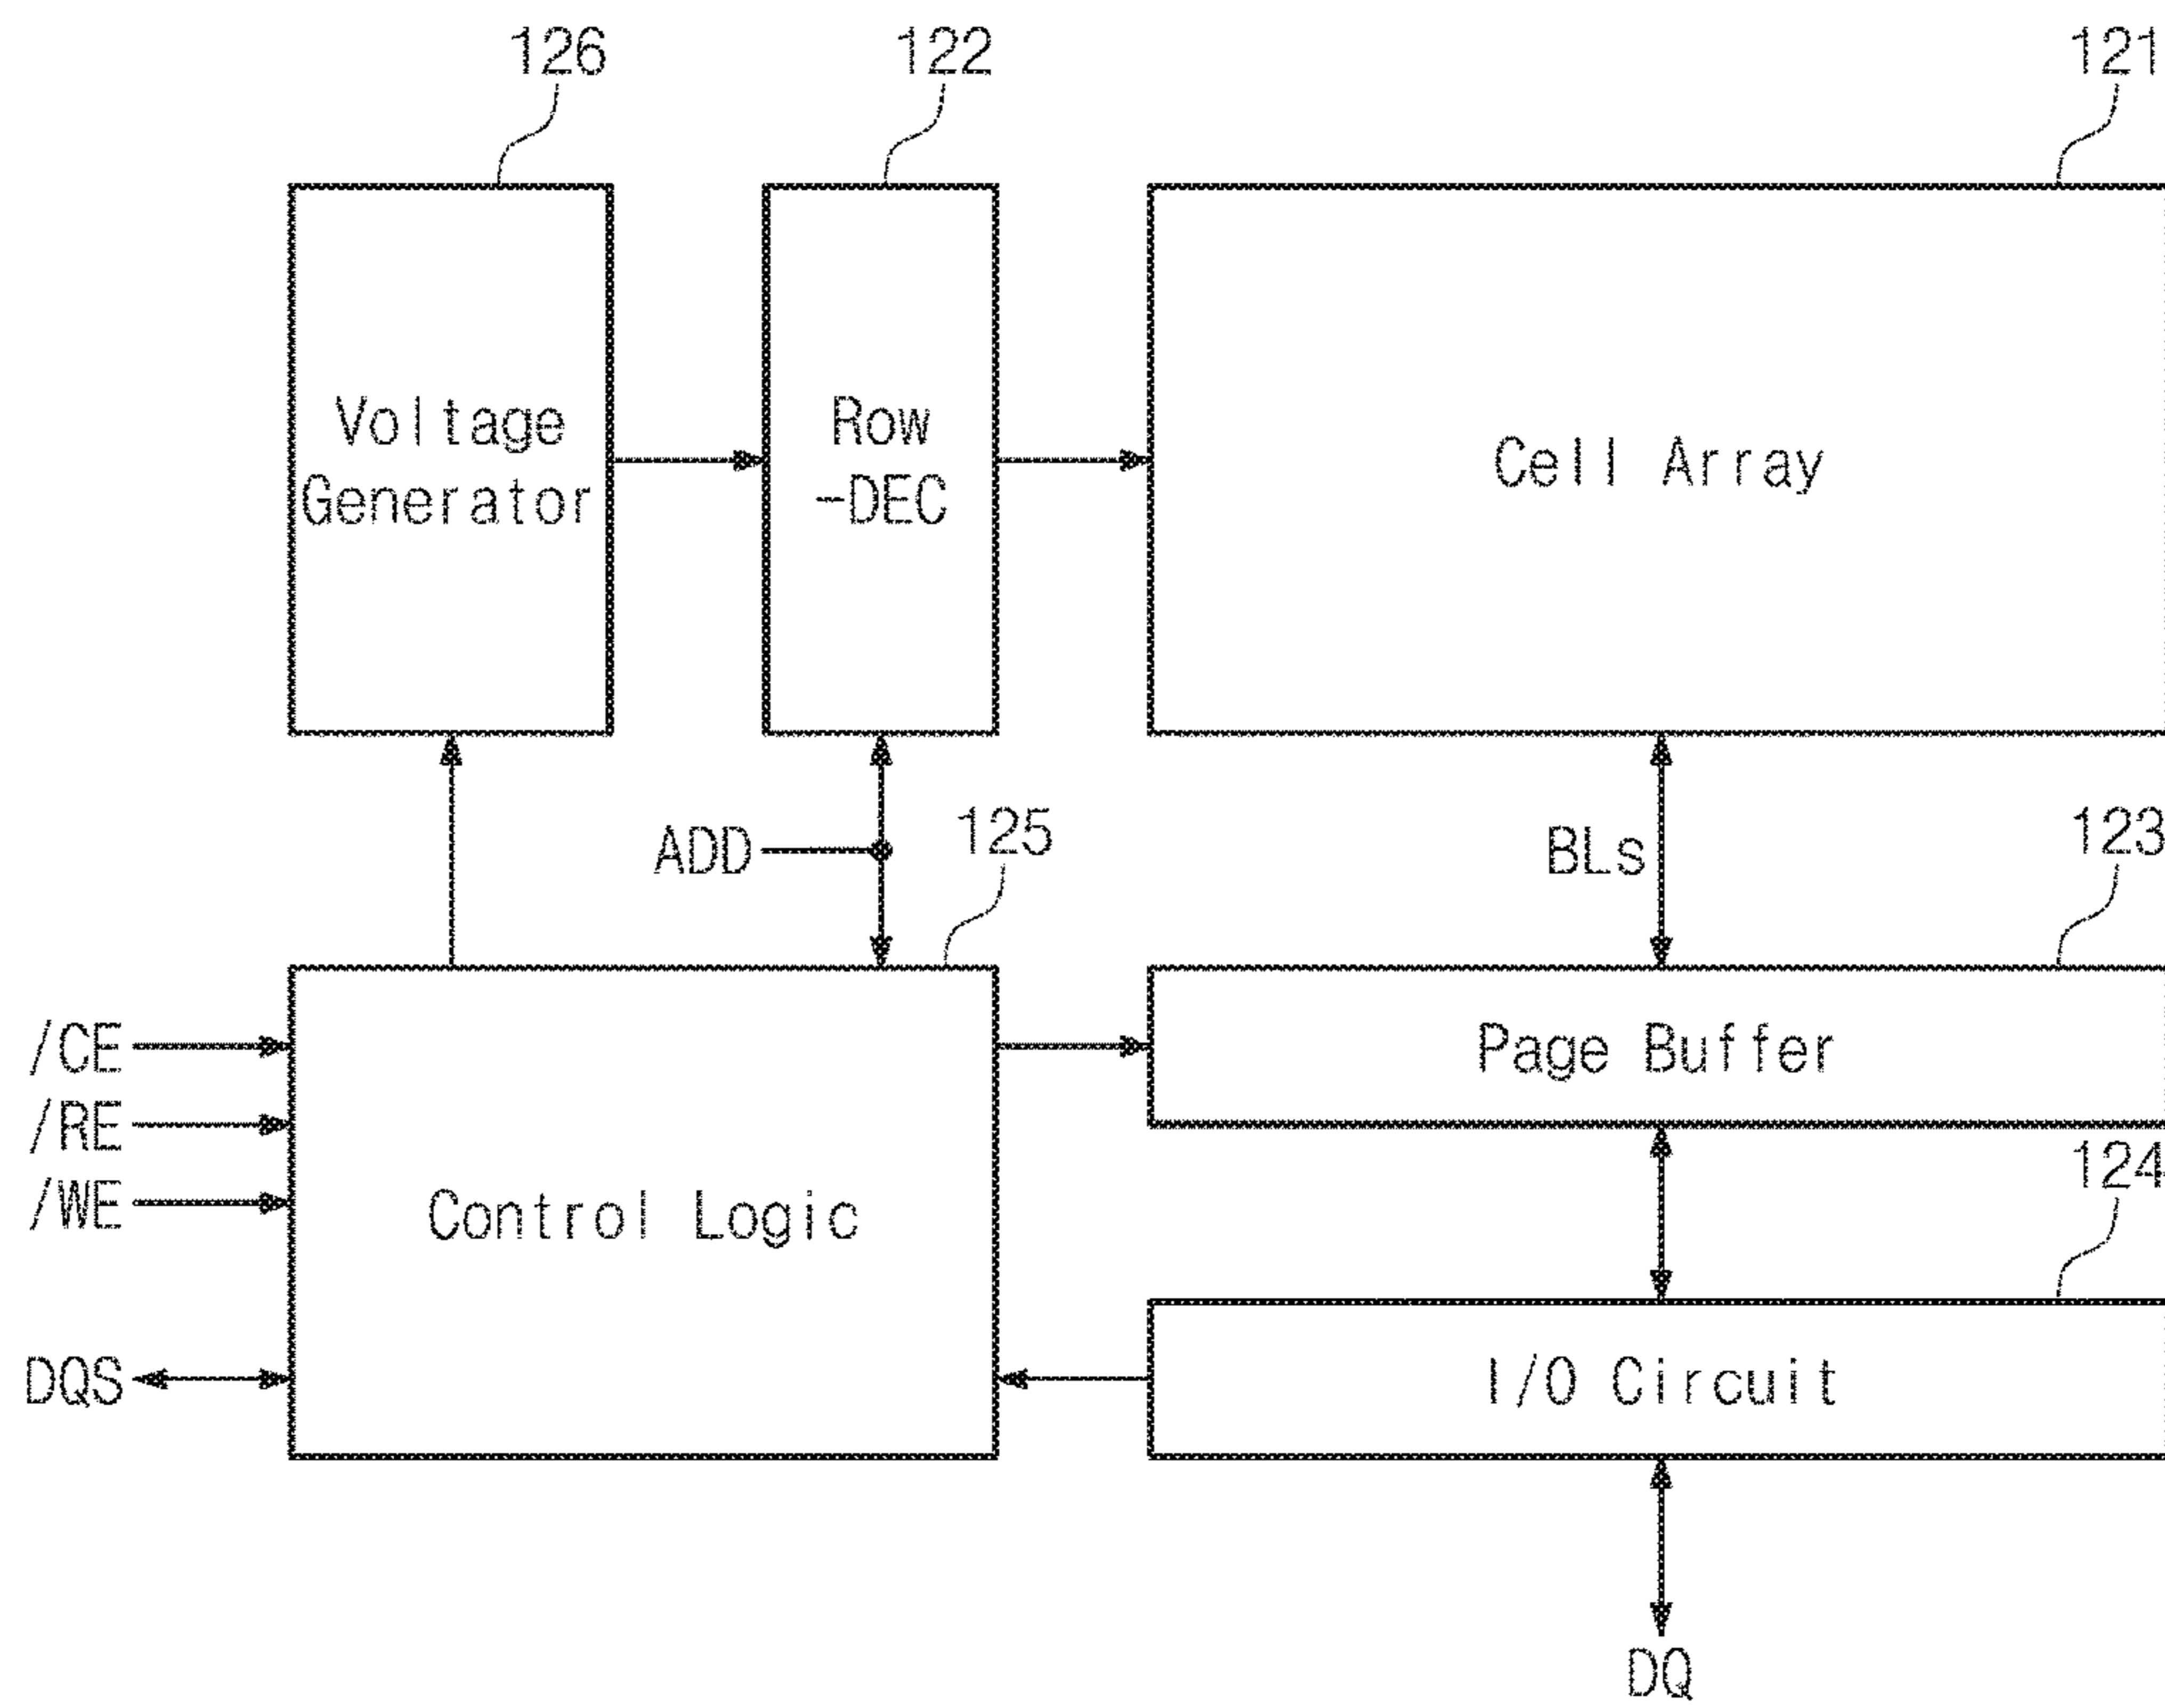 126
122
121
Voltage
Generator
Row
-DEC
Cell Array
ADD
125
BLs
123
/CE
/RE
/WE
DQS
Control Logic
Page Buffer
124
I/O Circuit
DQ